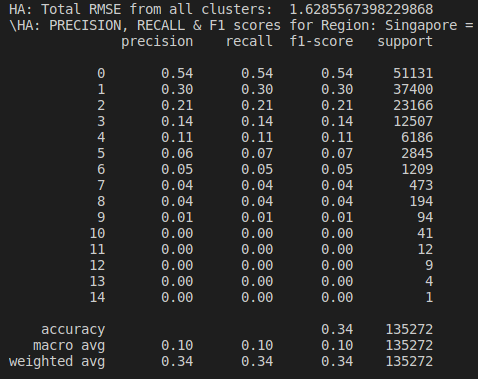 HA: Total RMSE from all clusters:  1.6285567398229868
\HA: PRECISION, RECALL & F1 scores for Region: Singapore =
precision    recall  f1-score   support
0       0.54      0.54      0.54     51131
1       0.30      0.30      0.30     37400
2       0.21      0.21      0.21     23166
3       0.14      0.14      0.14     12507
4       0.11      0.11      0.11      6186
5       0.06      0.07      0.07      2845
6       0.05      0.05      0.05      1209
7       0.04      0.04      0.04       473
8       0.04      0.04      0.04       194
9       0.01      0.01      0.01        94
10       0.00      0.00      0.00        41
11       0.00      0.00      0.00        12
12       0.00      0.00      0.00         9
13       0.00      0.00      0.00         4
14       0.00      0.00      0.00         1
accuracy                           0.34    135272
macro avg       0.10      0.10      0.10    135272
weighted avg       0.34      0.34      0.34    135272